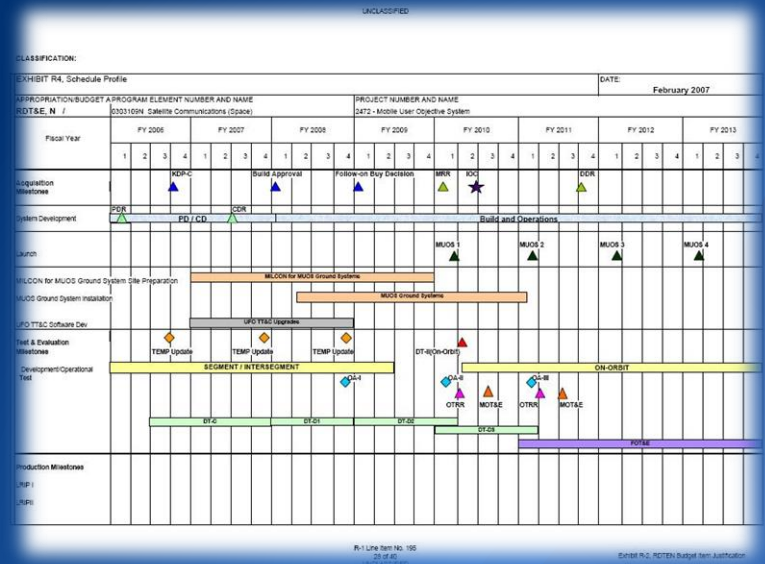 UNCLASSIFIED
CLASSIFICATION:
EXHIBIT R4, Schedule Profile
DATE:
February 2007
APPROPRIATION/BUDGET A PROGRAM ELEMENT NUMBER AND NAME
PROJECT NUMBER AND NAME
RDT&E, N /
0303109N Satellite Communications (Space)
2472 - Mobile User Objective System
Fiscal Year
FY 2006 FY 2007 FY 2008 FY 2009 FY 2010 FY 2011 FY 2012 FY 2013
1 2 3 4 1 2 3 4 1 2 3 4 1 2 3 4 1 2 3 4 1 2 3 4 1 2 3 4 1 2 3 4
Acquisition
Milestones
KDP-C Build Approval Follow-on Buy Decision MRR IOC DDR
PDR CDR
System Development
PD / CD Build and Operations
Launch
MUOS 1 MUOS 2 MUOS 3 MUOS 4
MILCON for MUOS Ground System Site Preparation
MILCON for MUOS Ground Systems
MUOS Ground System Installation
MUOS Ground Systems
UFO TT&C Software Dev
UFO TT&C Upgrades
Test & Evaluation
Milestones
TEMP Update TEMP Update TEMP Update DT-II(On-Orbit)
Development/Operational
Test
SEGMENT / INTERSEGMENT ON-ORBIT
OA-I OA-II OA-III
OTRR MOT&E OTRR MOT&E
DT-C DT-D1 DT-D2
DT-D3
FOT&E
Production Milestones
LRIP I
LRIP II
R-1 Line Item No. 195
UNCLASSIFIED
Exhibit R-2, RDTEN Budget Item Justification